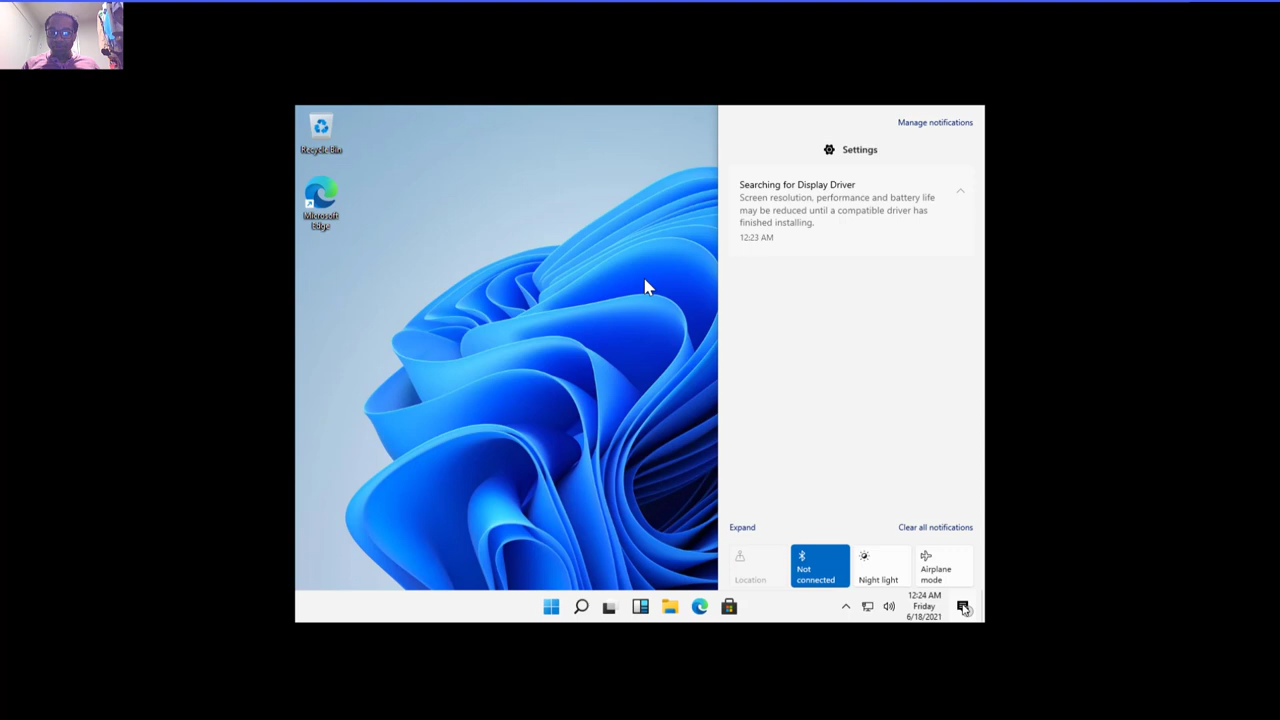 Recycle Bin
Microsoft
Edge
Manage notifications
Settings
Searching for Display Driver
Screen resolution, performance and battery life
may be reduced until a compatible driver has
finished installing.
12:23 AM
Expand
Clear all notifications
Location
Not
connected
Night light
Airplane
mode
12:24 AM
Friday
6/18/2021